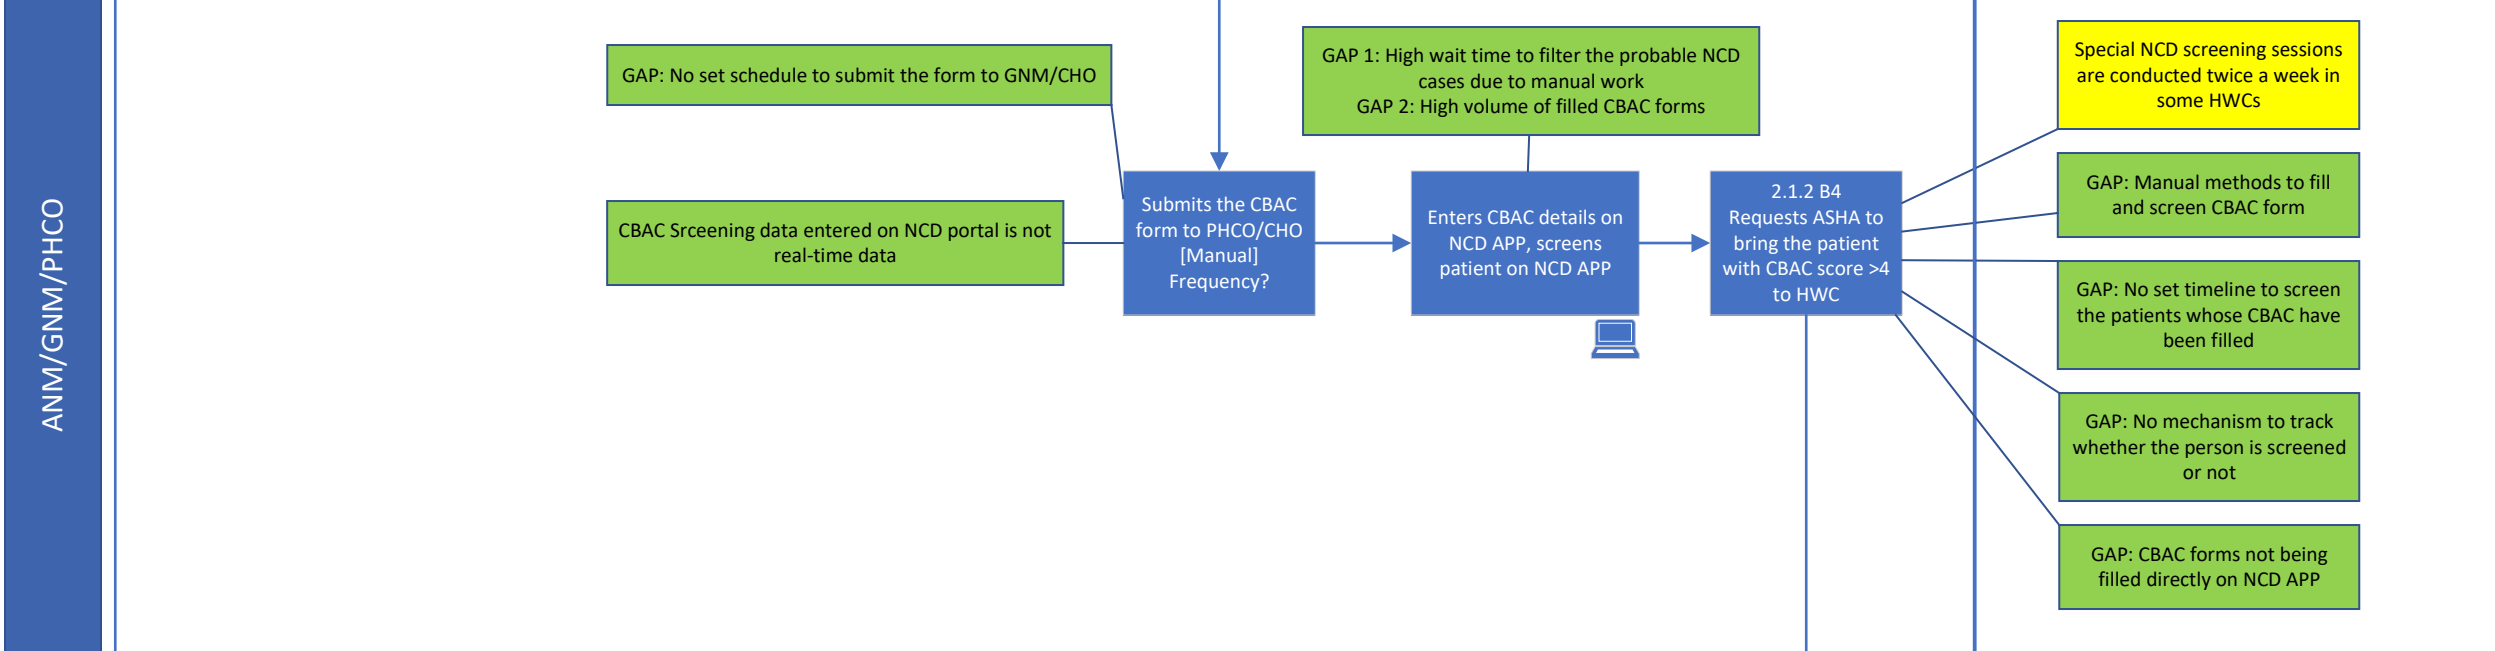 ANM/GNM/PHCO
GAP: No set schedule to submit the form to GNM/CHO
CBAC Srceening data entered on NCD portal is not
real-time data
Submits the CBAC
form to PHCO/CHO
[Manual]
Frequency?
GAP 1: High wait time to filter the probable NCD
cases due to manual work
GAP 2: High volume of filled CBAC forms
Enters CBAC details on
NCD APP, screens
patient on NCD APP
2.1.2 B4
Requests ASHA to
bring the patient
with CBAC score >4
to HWC
Special NCD screening sessions
are conducted twice a week in
some HWCs
GAP: Manual methods to fill
and screen CBAC form
GAP: No set timeline to screen
the patients whose CBAC have
been filled
GAP: No mechanism to track
whether the person is screened
or not
GAP: CBAC forms not being
filled directly on NCD APP